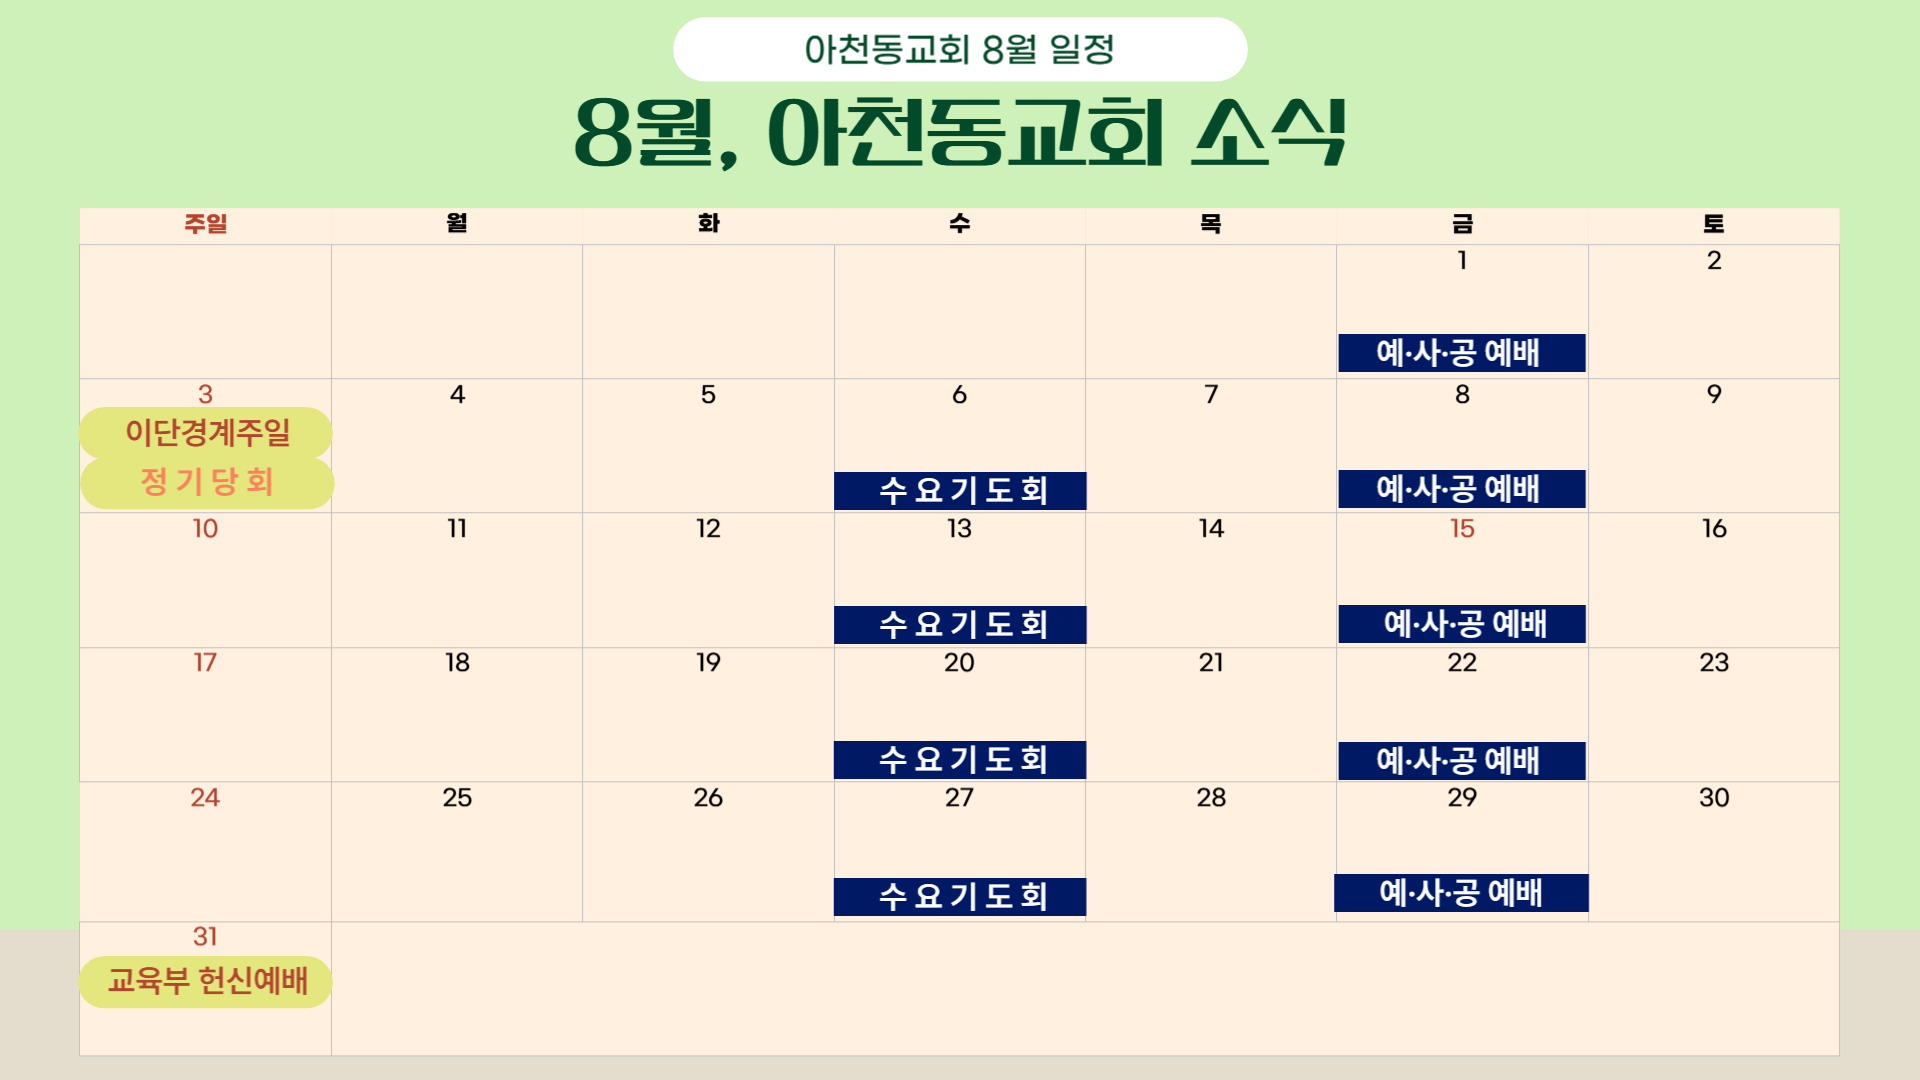 아천동교회 8월 일정
8월, 아천동교회 소식
주일 월 화 수 목 금 토
1 2
예·사·공 예배
3 4 5 6 7 8 9
이단경계주일
정 기 당 회
수 요 기 도 회 예·사·공 예배
10 11 12 13 14 15 16
수 요 기 도 회 예·사·공 예배
17 18 19 20 21 22 23
수 요 기 도 회 예·사·공 예배
24 25 26 27 28 29 30
수 요 기 도 회 예·사·공 예배
31
교육부 헌신예배